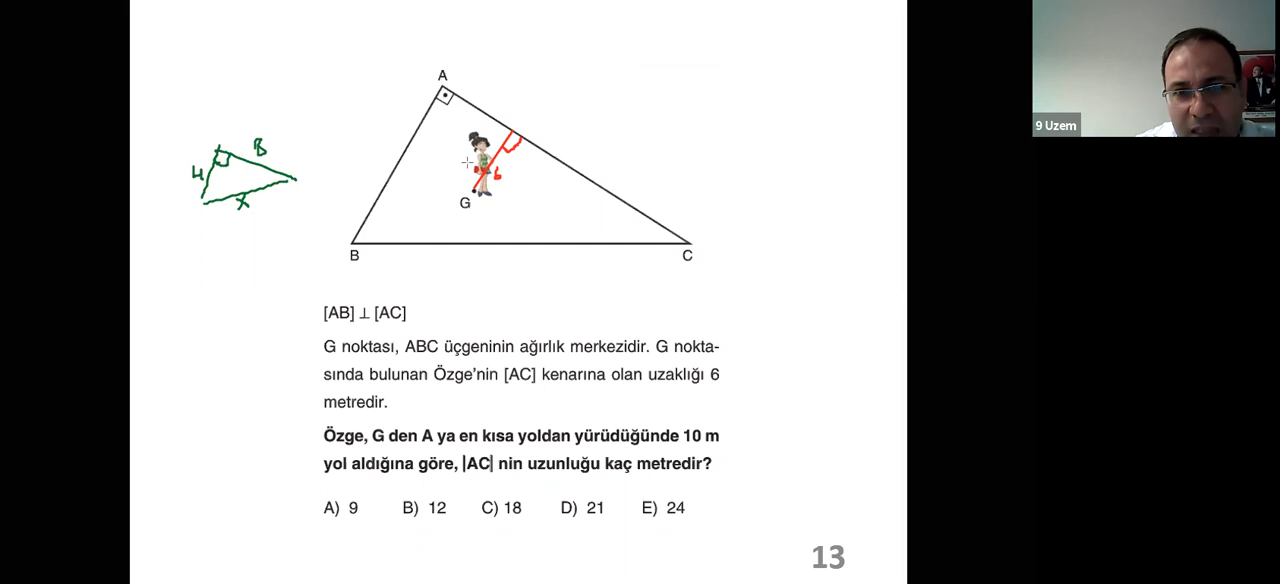 A
9 Uzem
B
4
x
6
G
B
C
[AB] ⊥ [AC]
G noktası, ABC üçgeninin ağırlık merkezidir. G nokta-
sında bulunan Özge'nin [AC] kenarına olan uzaklığı 6
metredir.
Özge, G den A ya en kısa yoldan yürüdüğünde 10 m
yol aldığına göre, |AC| nin uzunluğu kaç metredir?
A) 9 B) 12 C) 18 D) 21 E) 24
13